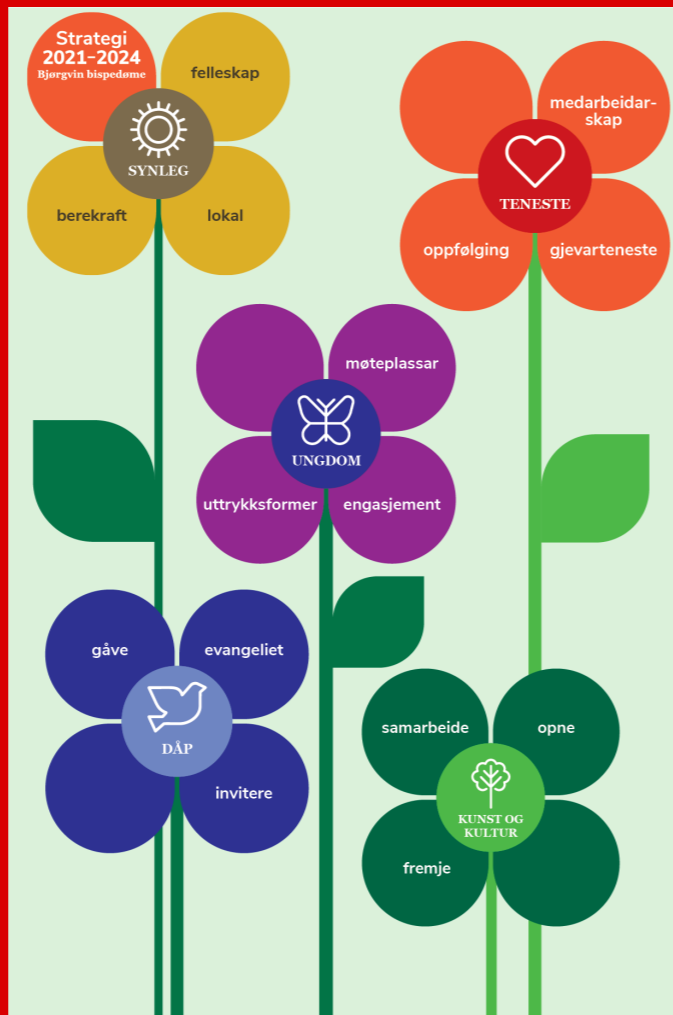 Strategi
2021–2024
Bjørgvin bispedøme
felleskap
SYNLEG
berekraft
lokal
medarbeidar-
skap
TENESTE
oppfølging
gjevarteneste
møteplassar
UNGDOM
uttrykksformer
engasjement
gåve
evangeliet
DÅP
invitere
samarbeide
opne
KUNST OG
KULTUR
fremje